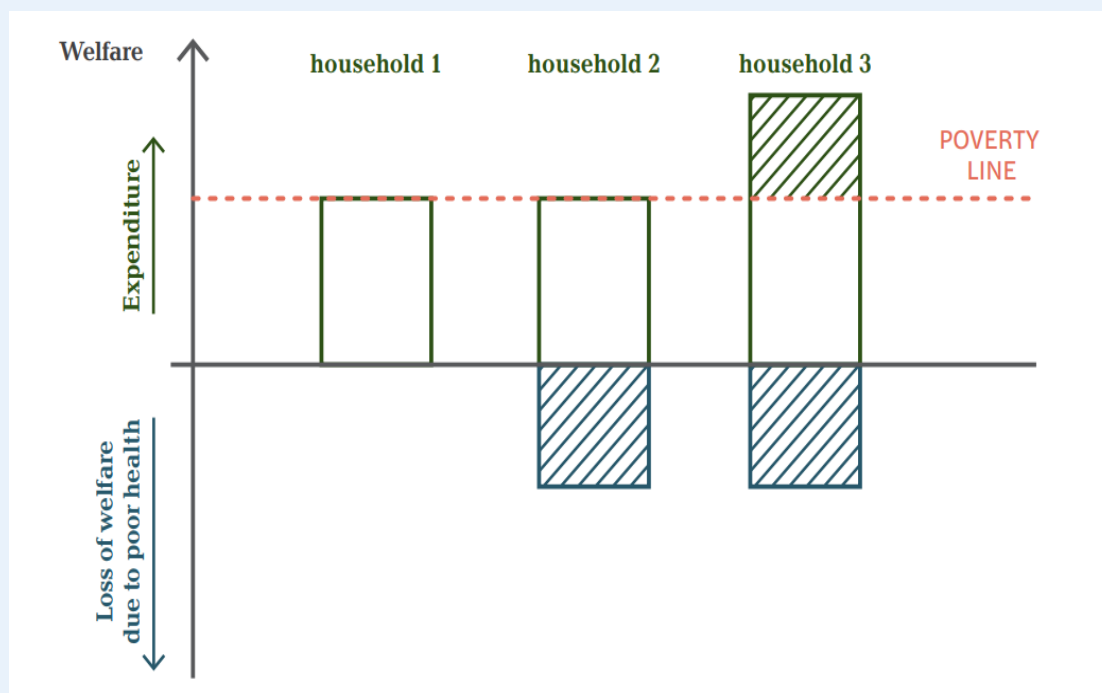 Welfare
household 1
household 2
household 3
POVERTY
LINE
Expenditure
Loss of welfare
due to poor health